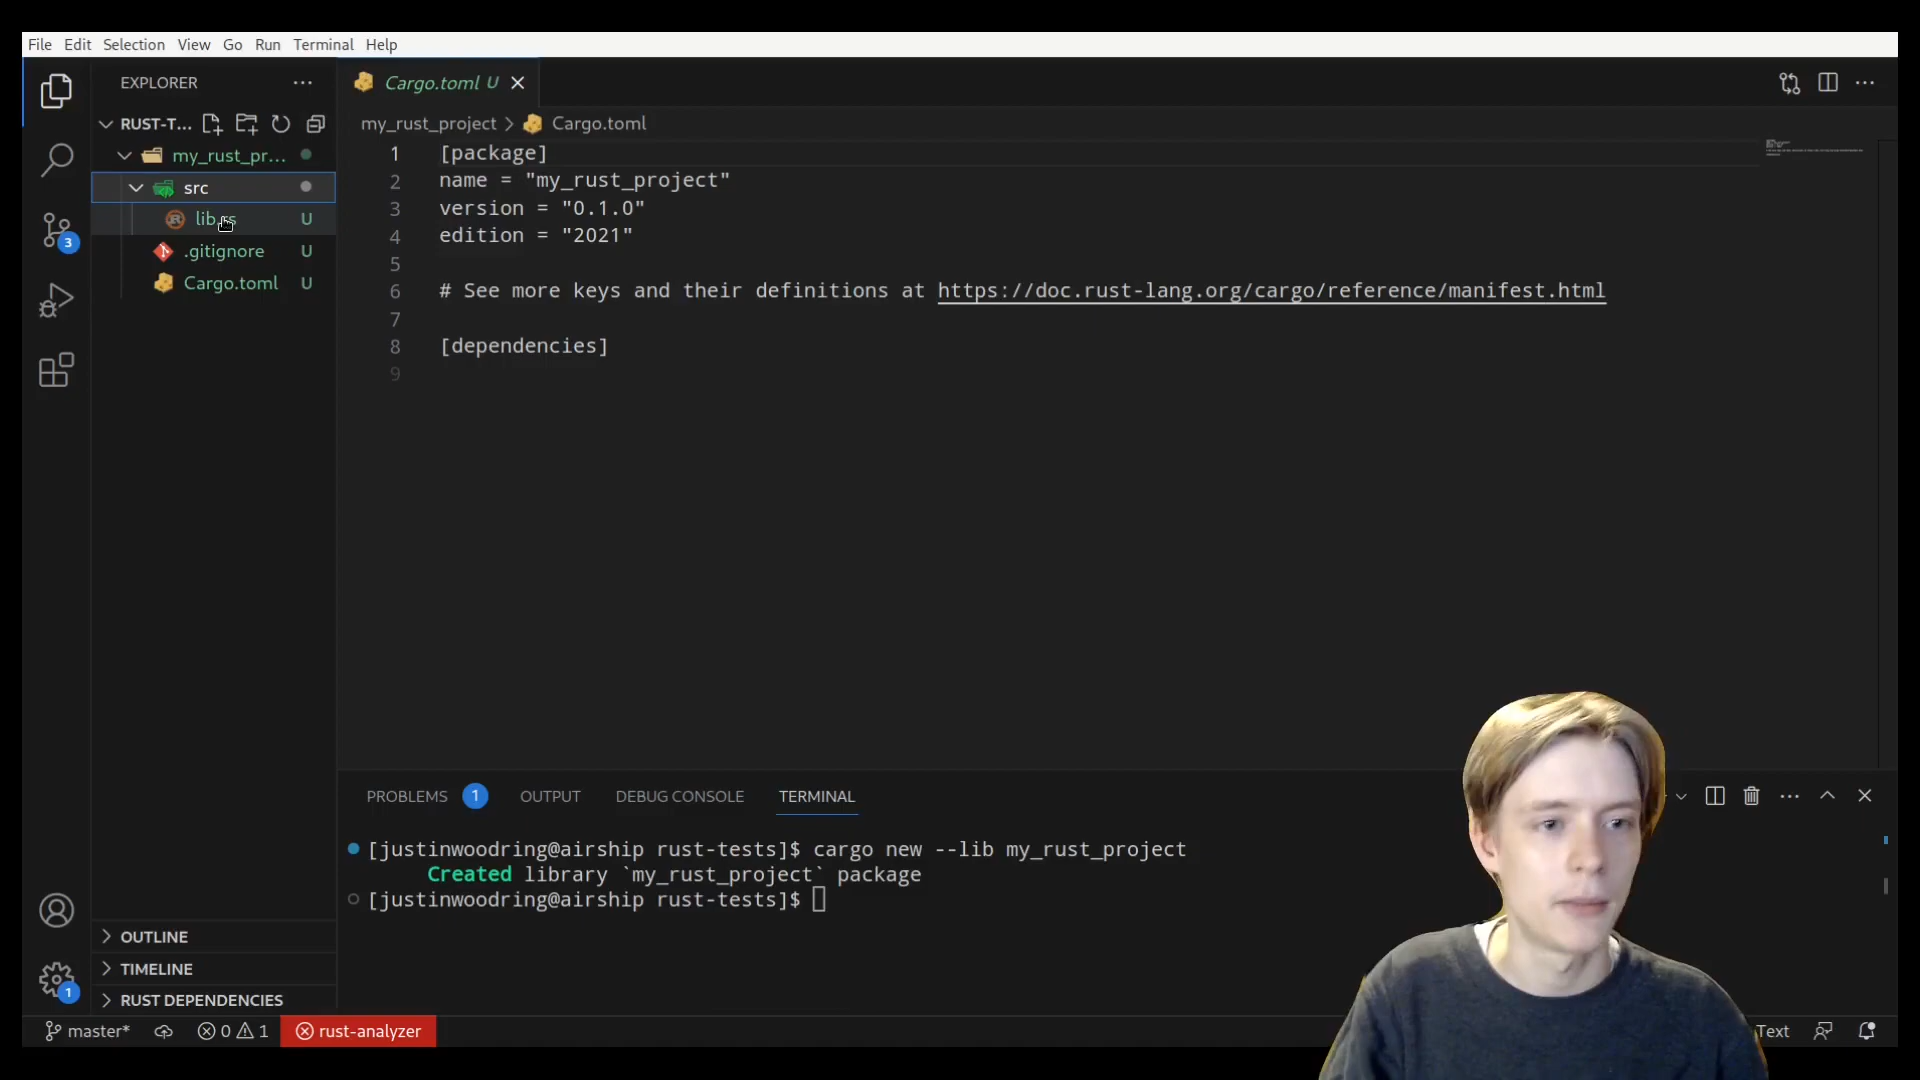 File Edit Selection View Go Run Terminal Help
EXPLORER
RUST-T...
my_rust_pr...
src
lib.rs U
.gitignore U
Cargo.toml U
3
Cargo.toml U
my_rust_project > Cargo.toml
1 [package]
2 name = "my_rust_project"
3 version = "0.1.0"
4 edition = "2021"
5
6 # See more keys and their definitions at https://doc.rust-lang.org/cargo/reference/manifest.html
7
8 [dependencies]
9
PROBLEMS 1 OUTPUT DEBUG CONSOLE TERMINAL
[justinwoodring@airship rust-tests]$ cargo new --lib my_rust_project
Created library `my_rust_project` package
[justinwoodring@airship rust-tests]$
OUTLINE
TIMELINE
RUST DEPENDENCIES
1
master* 0 1 rust-analyzer
Text